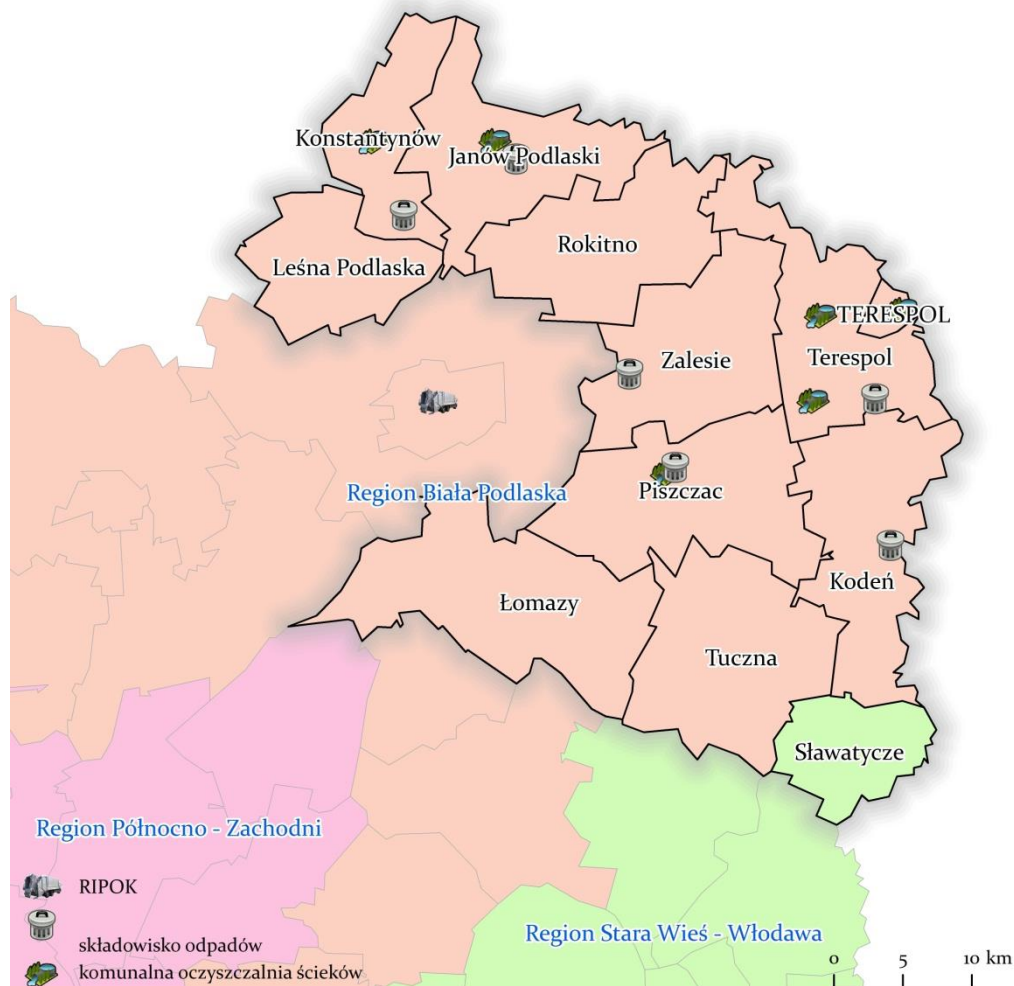 Konstantynów
Janów Podlaski
Rokitno
Leśna Podlaska
TERESPOL
Zalesie
Terespol
Region Biała Podlaska
Piszczac
Kodeń
Łomazy
Tuczna
Sławatycze
Region Północno - Zachodni
RIPOK
składowisko odpadów
komunalna oczyszczalnia ścieków
Region Stara Wieś - Włodawa
0 5 10 km